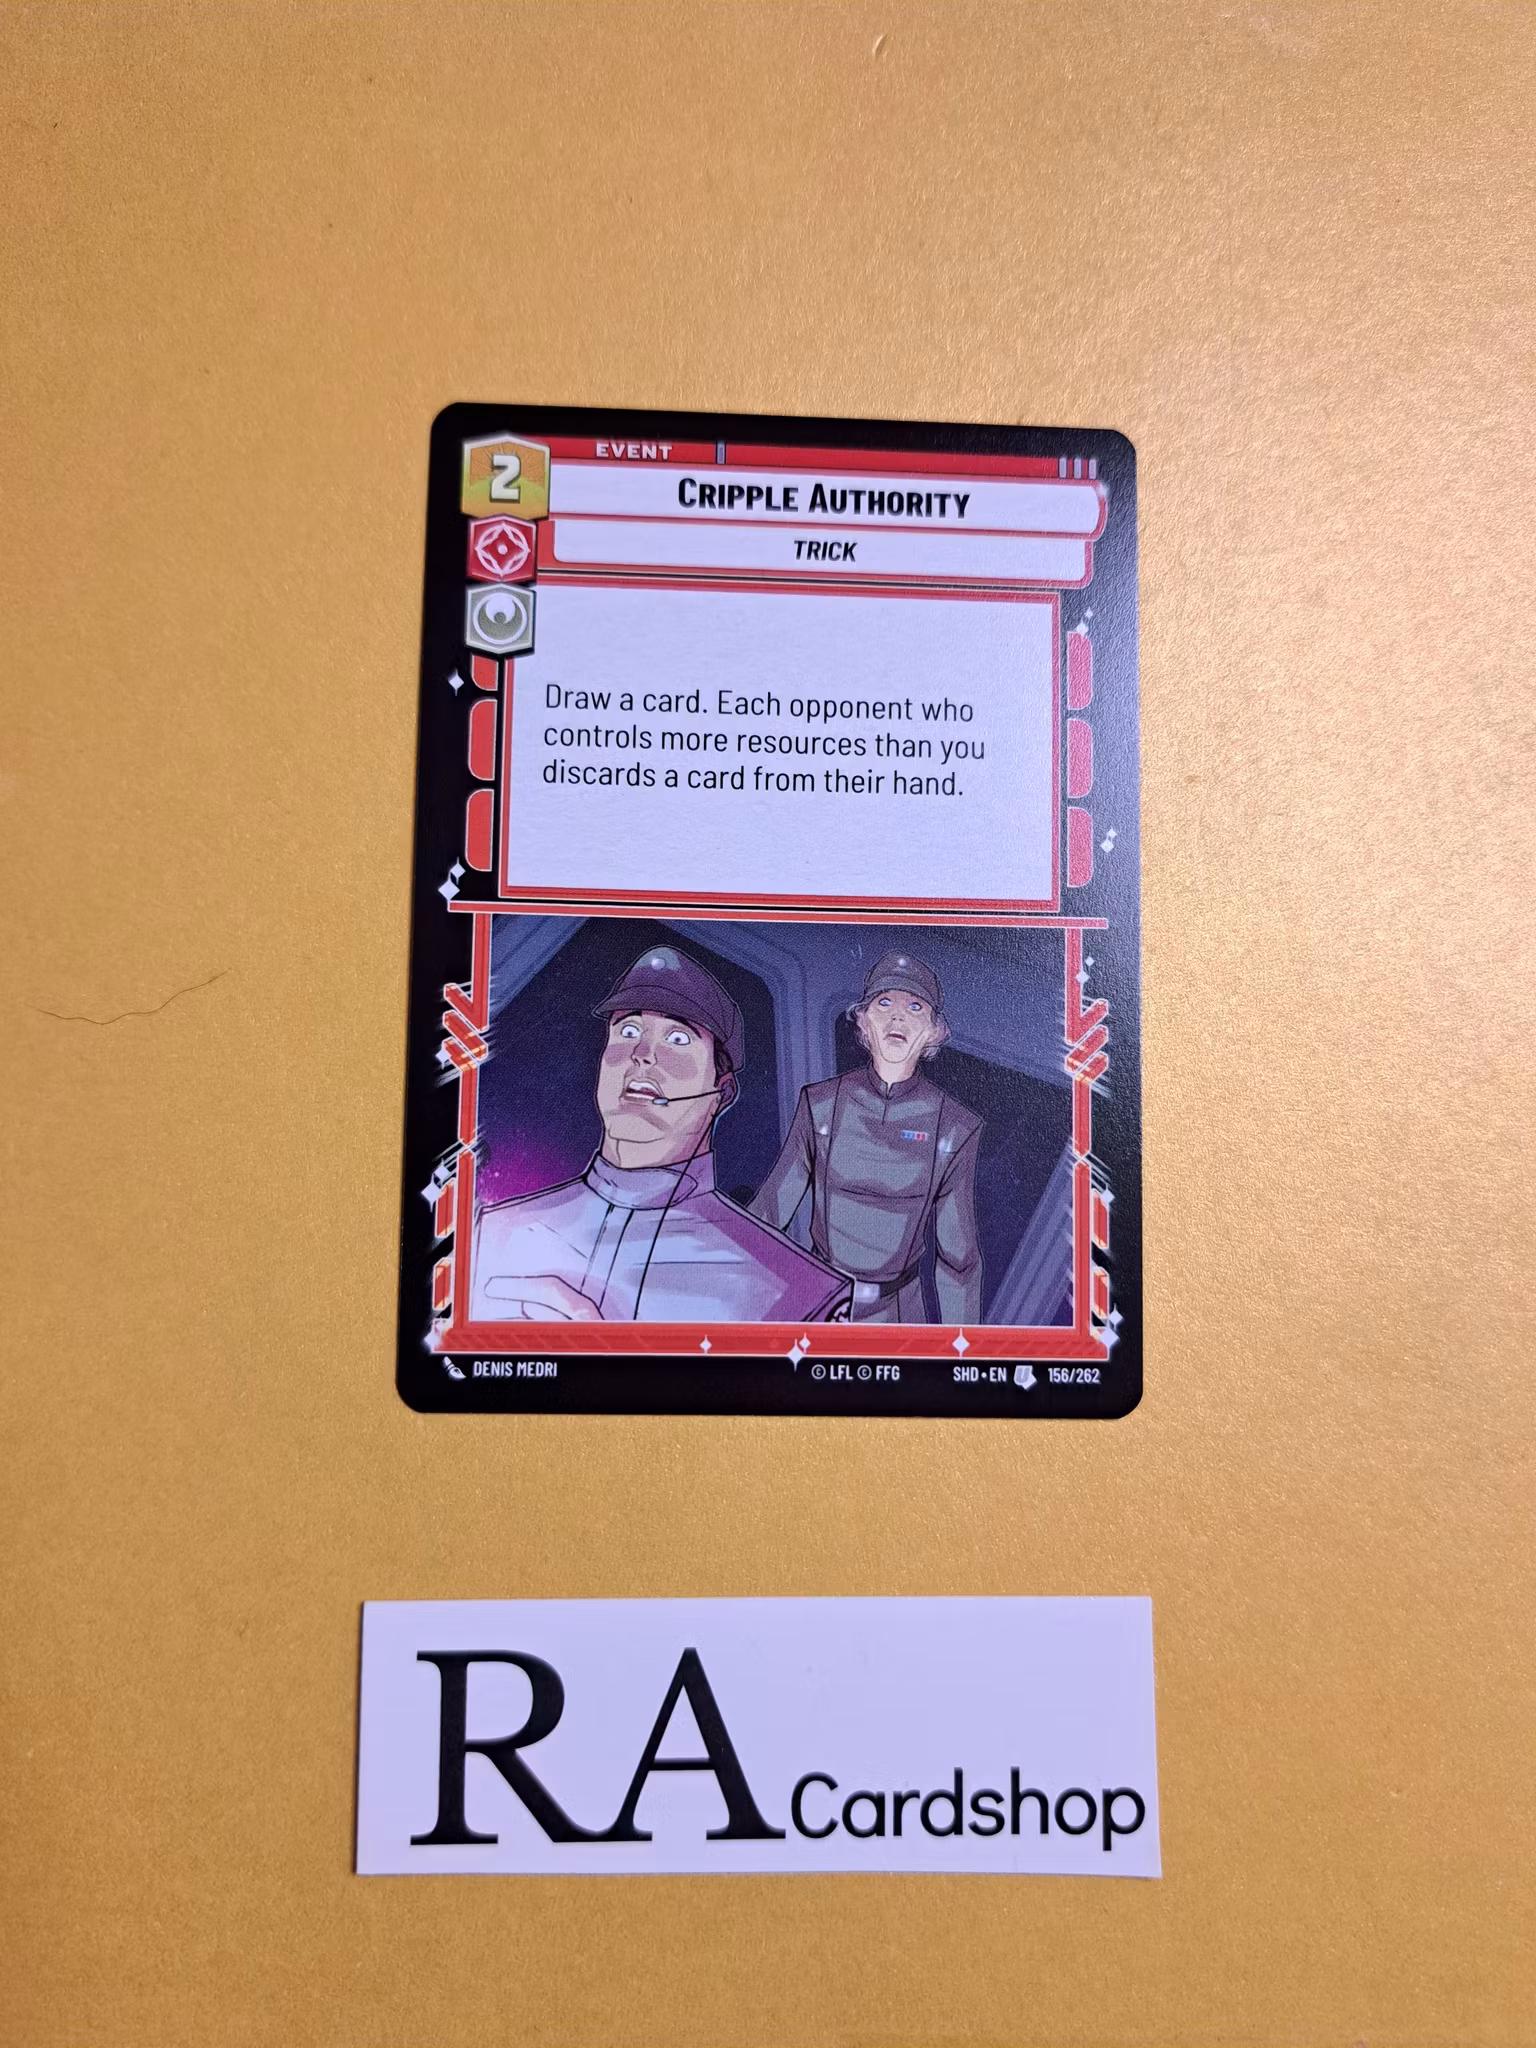 EVENT
2
CRIPPLE AUTHORITY
TRICK
Draw a card. Each opponent who
controls more resources than you
discards a card from their hand.
DENIS MEDRI
© LFL © FFG
SHD•EN U 156/262
RA Cardshop